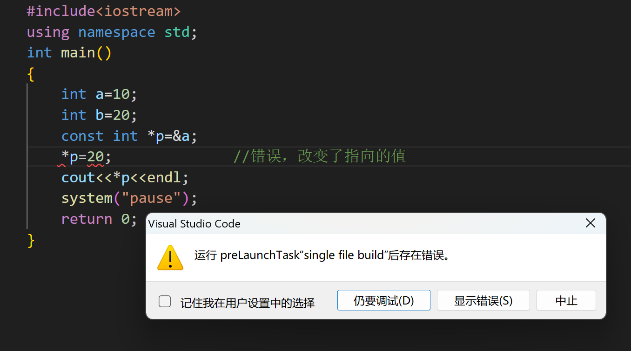 #include<iostream>
using namespace std;
int main()
{
int a=10;
int b=20;
const int *p=&a;
*p=20; //错误，改变了指向的值
cout<<*p<<endl;
system("pause");
return 0;
}
Visual Studio Code
运行 preLaunchTask"single file build"后存在错误。
记住我在用户设置中的选择
仍要调试(D)
显示错误(S)
中止